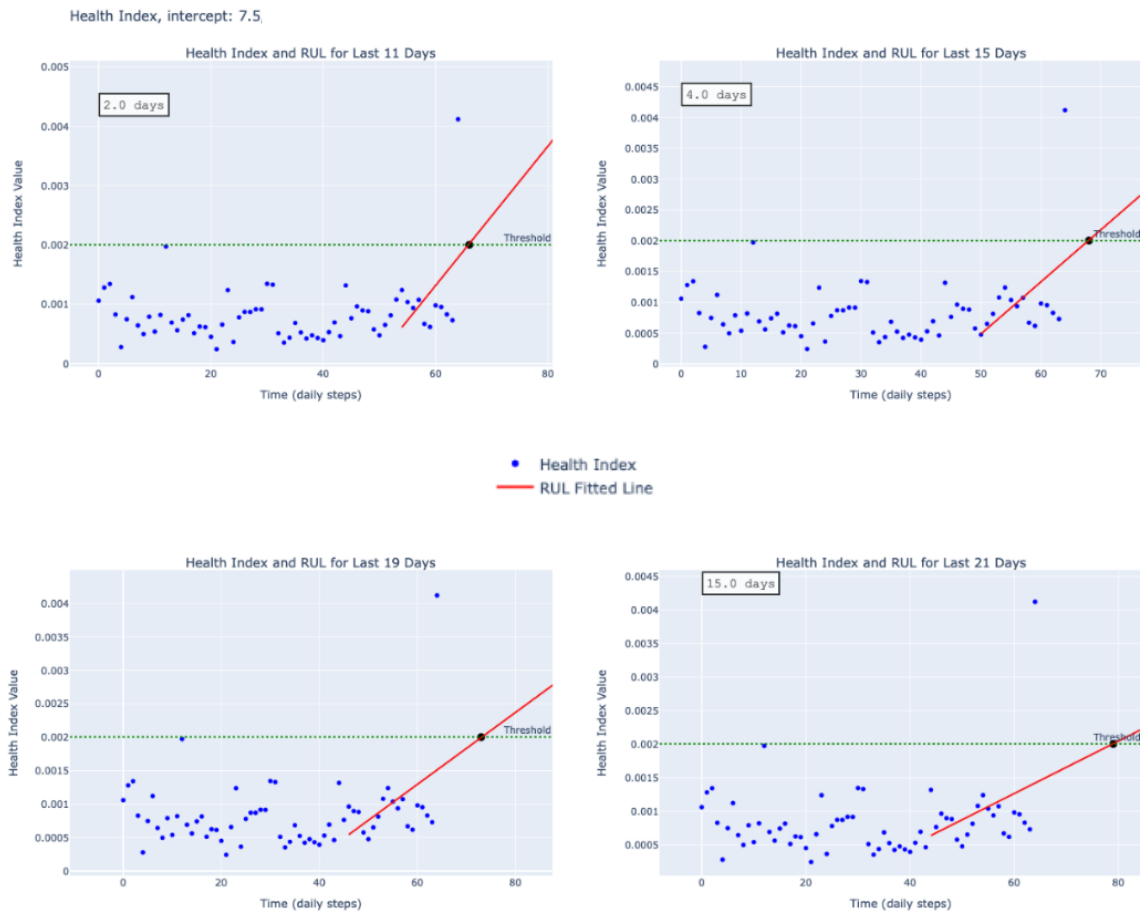 Health Index, intercept: 7.5,
Health Index and RUL for Last 11 Days
0.005
0.004
0.003
0.002
0.001
0
2.0 days
Threshold
Health Index Value
0 20 40 60 80
Time (daily steps)
Health Index and RUL for Last 15 Days
0.0045
0.004
0.0035
0.003
0.0025
0.002
0.0015
0.001
0.0005
0
4.0 days
Threshold
Health Index Value
0 10 20 30 40 50 60 70
Time (daily steps)
Health Index
RUL Fitted Line
Health Index and RUL for Last 19 Days
0.004
0.0035
0.003
0.0025
0.002
0.0015
0.001
0.0005
0
Threshold
Health Index Value
0 20 40 60 80
Time (daily steps)
Health Index and RUL for Last 21 Days
0.0045
0.004
0.0035
0.003
0.0025
0.002
0.0015
0.001
0.0005
15.0 days
Threshold
Health Index Value
0 20 40 60 80
Time (daily steps)